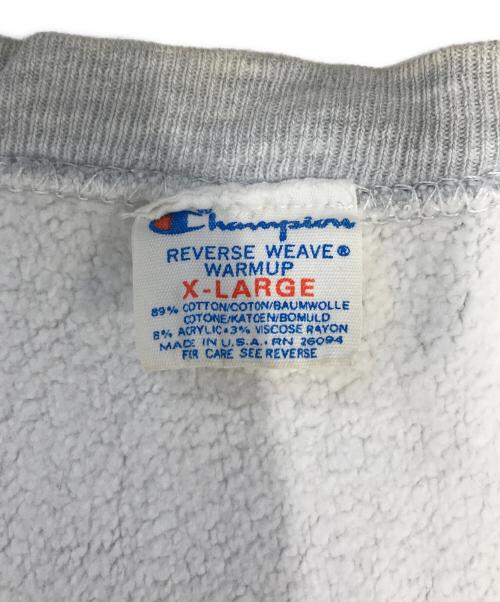 Champion
REVERSE WEAVE®
WARMUP
X-LARGE
89% COTTON/COTON/BAUMWOLLE
COTONE/KATOEN/BOMULD
8% ACRYLIC•3% VISCOSE RAYON
MADE IN U.S.A. RN 26094
FOR CARE SEE REVERSE